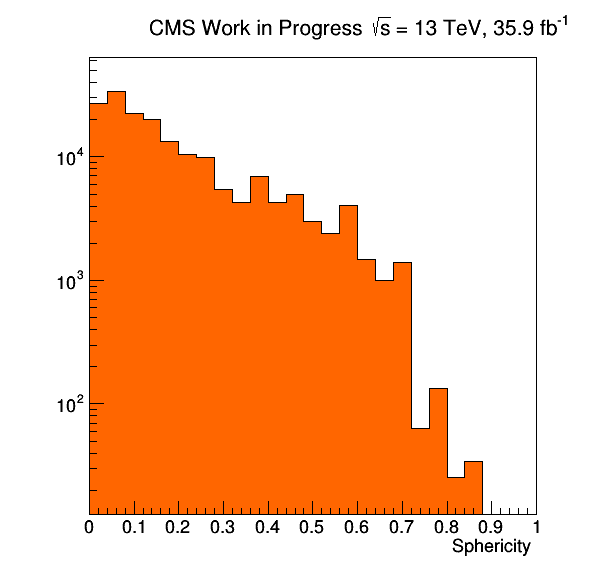 CMS Work in Progress √s = 13 TeV, 35.9 fb⁻¹
10⁴
10³
10²
0 0.1 0.2 0.3 0.4 0.5 0.6 0.7 0.8 0.9 1
Sphericity